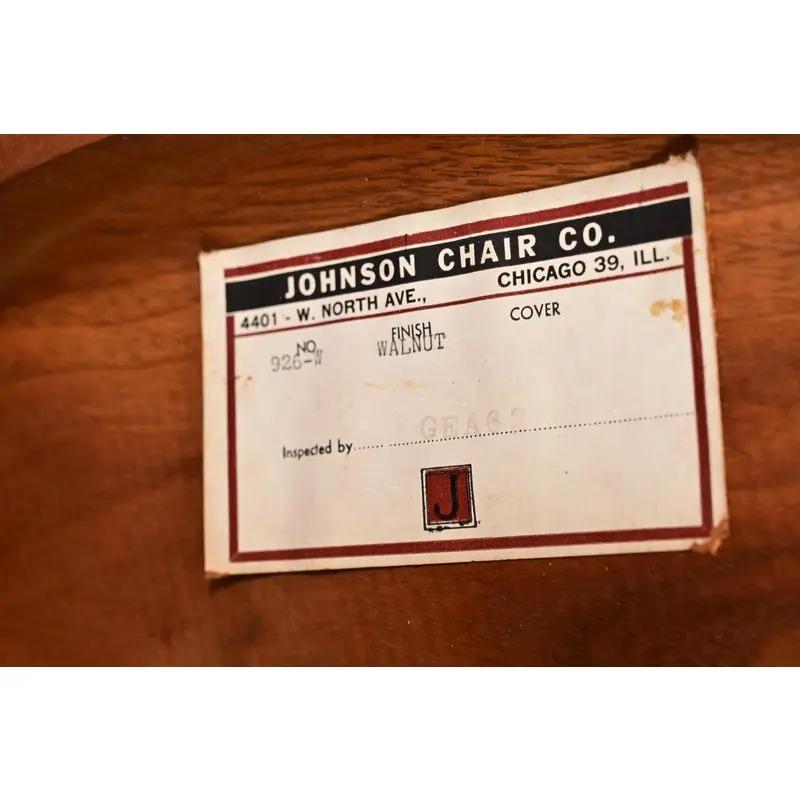 JOHNSON CHAIR CO.
4401 - W. NORTH AVE., CHICAGO 39, ILL.
NO. FINISH COVER
926-W WALNUT
Inspected by
J